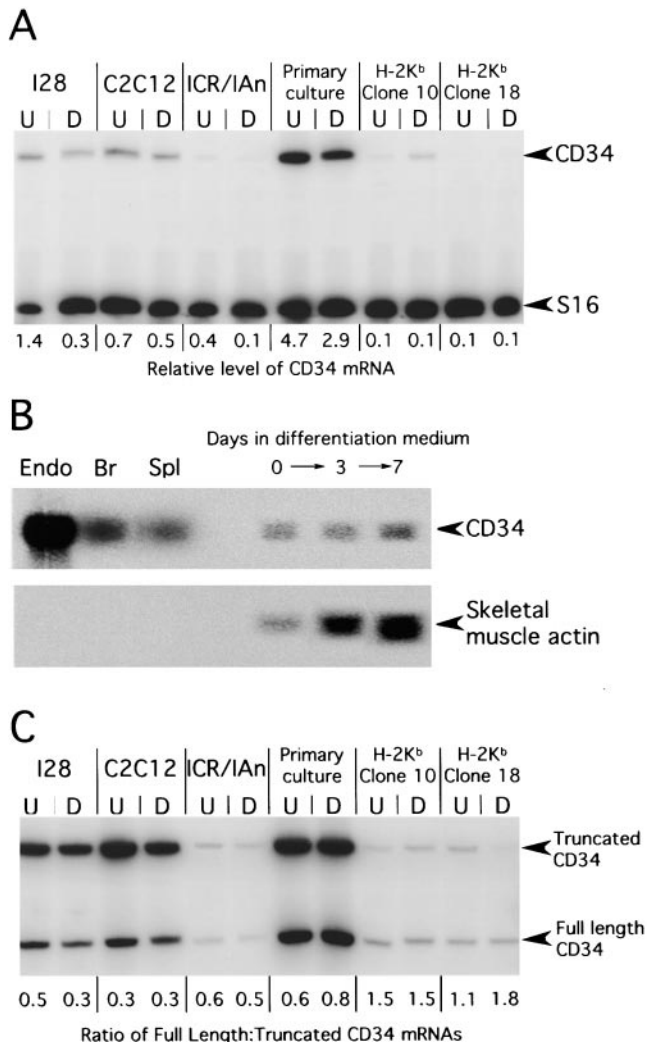 A
I28 C2C12 ICR/IAn Primary culture H-2Kᵇ Clone 10 H-2Kᵇ Clone 18
U D U D U D U D U D U D
CD34
S16
1.4 0.3 0.7 0.5 0.4 0.1 4.7 2.9 0.1 0.1 0.1 0.1
Relative level of CD34 mRNA
B
Days in differentiation medium
Endo Br Spl 0 → 3 → 7
CD34
Skeletal
muscle actin
C
I28 C2C12 ICR/IAn Primary culture H-2Kᵇ Clone 10 H-2Kᵇ Clone 18
U D U D U D U D U D U D
Truncated
CD34
Full length
CD34
0.5 0.3 0.3 0.3 0.6 0.5 0.6 0.8 1.5 1.5 1.1 1.8
Ratio of Full Length:Truncated CD34 mRNAs